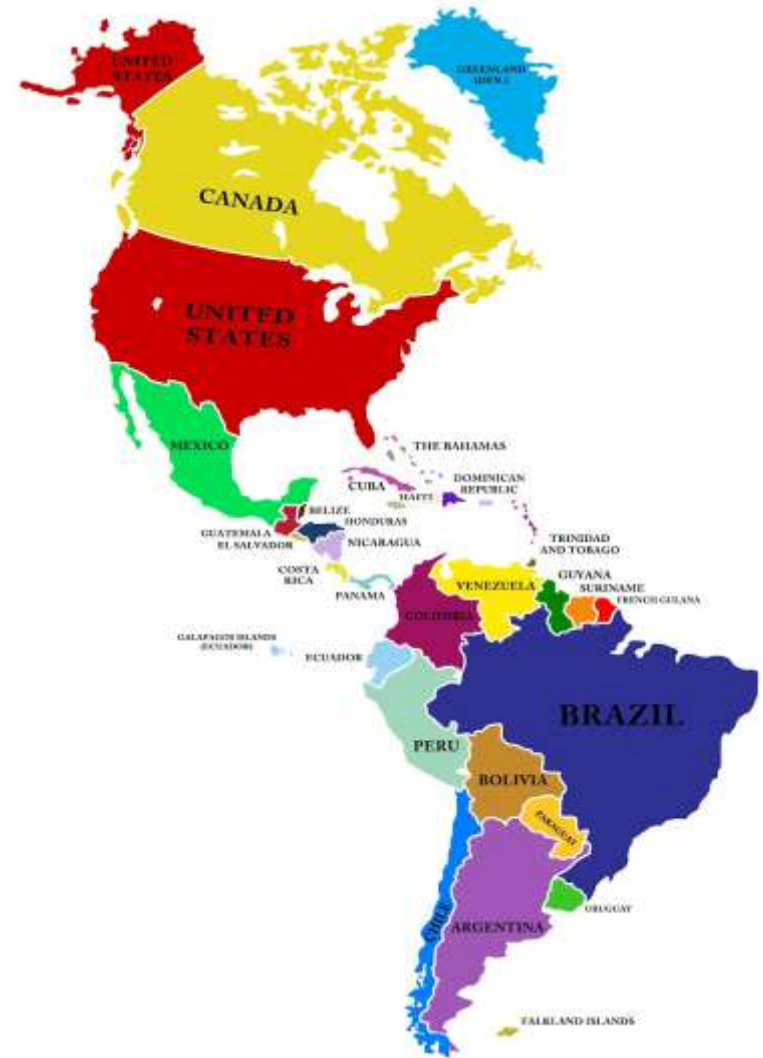 UNITED
STATES
GREENLAND
(DEN.)
CANADA
UNITED
STATES
MEXICO
THE BAHAMAS
CUBA
HAITI
DOMINICAN
REPUBLIC
BELIZE
HONDURAS
GUATEMALA
EL SALVADOR
NICARAGUA
COSTA
RICA
PANAMA
TRINIDAD
AND TOBAGO
VENEZUELA
GUYANA
SURINAME
FRENCH GUIANA
COLOMBIA
GALAPAGOS ISLANDS
(ECUADOR)
ECUADOR
BRAZIL
PERU
BOLIVIA
PARAGUAY
CHILE
ARGENTINA
URUGUAY
FALKLAND ISLANDS